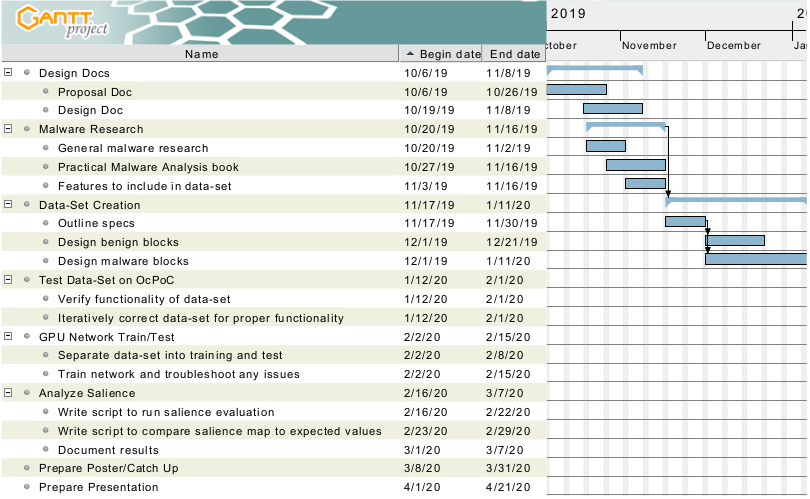 GANTT
project
2019
2
ctober
November
December
Ja
Name
Begin date
End date
Design Docs 10/6/19 11/8/19
Proposal Doc 10/6/19 10/26/19
Design Doc 10/19/19 11/8/19
Malware Research 10/20/19 11/16/19
General malware research 10/20/19 11/2/19
Practical Malware Analysis book 10/27/19 11/16/19
Features to include in data-set 11/3/19 11/16/19
Data-Set Creation 11/17/19 1/11/20
Outline specs 11/17/19 11/30/19
Design benign blocks 12/1/19 12/21/19
Design malware blocks 12/1/19 1/11/20
Test Data-Set on OcPoC 1/12/20 2/1/20
Verify functionality of data-set 1/12/20 2/1/20
Iteratively correct data-set for proper functionality 1/12/20 2/1/20
GPU Network Train/Test 2/2/20 2/15/20
Separate data-set into training and test 2/2/20 2/8/20
Train network and troubleshoot any issues 2/2/20 2/15/20
Analyze Salience 2/16/20 3/7/20
Write script to run salience evaluation 2/16/20 2/22/20
Write script to compare salience map to expected values 2/23/20 2/29/20
Document results 3/1/20 3/7/20
Prepare Poster/Catch Up 3/8/20 3/31/20
Prepare Presentation 4/1/20 4/21/20